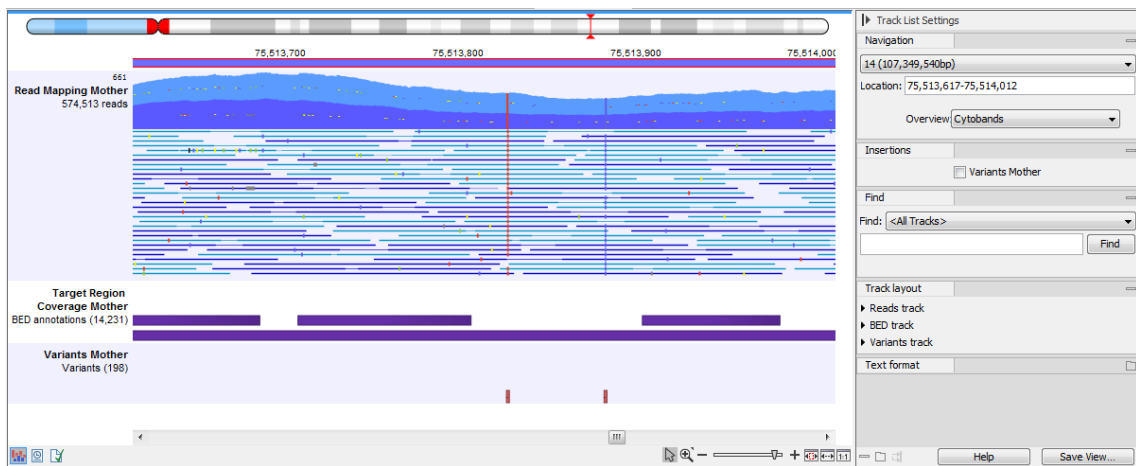 Track List Settings
Navigation
14 (107,349,540bp)
Location: 75,513,617-75,514,012
Overview: Cytobands
Insertions
Variants Mother
Find
Find: <All Tracks>
Find
Track layout
Reads track
BED track
Variants track
Text format
Help
Save View...
75,513,700
75,513,800
75,513,900
75,514,000
661
Read Mapping Mother
574,513 reads
Target Region
Coverage Mother
BED annotations (14,231)
Variants Mother
Variants (198)
1:1